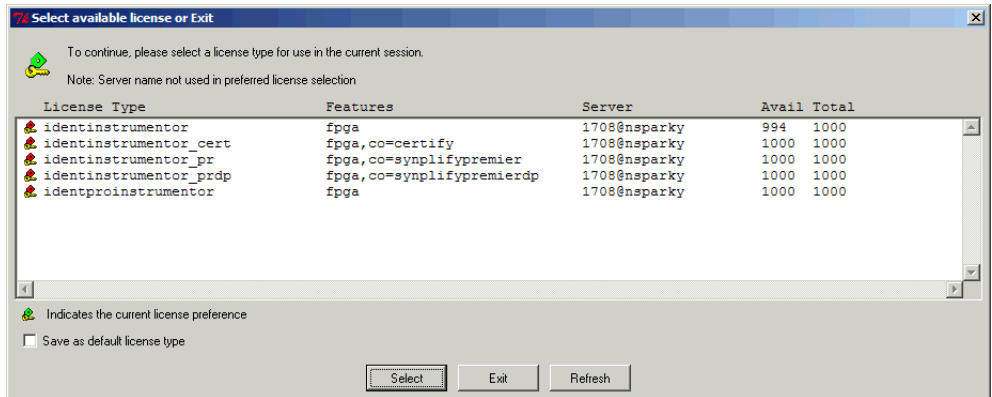 Select available license or Exit
To continue, please select a license type for use in the current session.
Note: Server name not used in preferred license selection
License Type Features Server Avail Total
identinstrumentor fpga 1708@nsparky 994 1000
identinstrumentor_cert fpga,co=certify 1708@nsparky 1000 1000
identinstrumentor_pr fpga,co=synplifypremier 1708@nsparky 1000 1000
identinstrumentor_prdp fpga,co=synplifypremierdp 1708@nsparky 1000 1000
identproinstrumentor fpga 1708@nsparky 1000 1000
Indicates the current license preference
Save as default license type
Select Exit Refresh